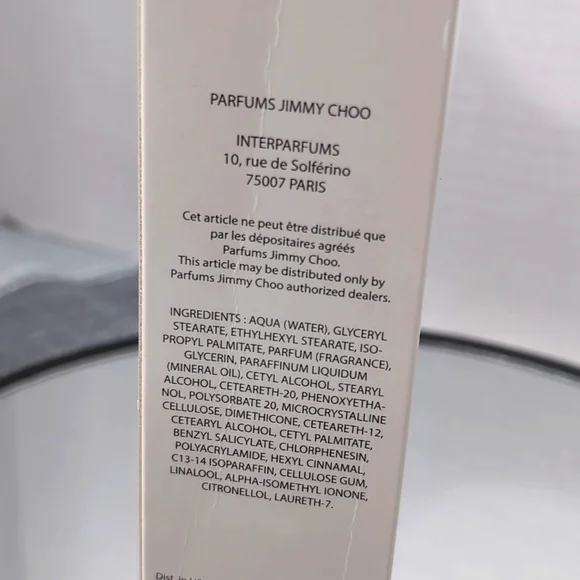 PARFUMS JIMMY CHOO
INTERPARFUMS
10, rue de Solférino
75007 PARIS
Cet article ne peut être distribué que
par les dépositaires agréés
Parfums Jimmy Choo.
This article may be distributed only by
Parfums Jimmy Choo authorized dealers.
INGREDIENTS : AQUA (WATER), GLYCERYL
STEARATE, ETHYLHEXYL STEARATE, ISO-
PROPYL PALMITATE, PARFUM (FRAGRANCE),
GLYCERIN, PARAFFINUM LIQUIDUM
(MINERAL OIL), CETYL ALCOHOL, STEARYL
ALCOHOL, CETEARETH-20, PHENOXYETHA-
NOL, POLYSORBATE 20, MICROCRYSTALLINE
CELLULOSE, DIMETHICONE, CETEARETH-12,
CETEARYL ALCOHOL, CETYL PALMITATE,
BENZYL SALICYLATE, CHLORPHENESIN,
POLYACRYLAMIDE, HEXYL CINNAMAL,
C13-14 ISOPARAFFIN, CELLULOSE GUM,
LINALOOL, ALPHA-ISOMETHYL IONONE,
CITRONELLOL, LAURETH-7.
Dist. in